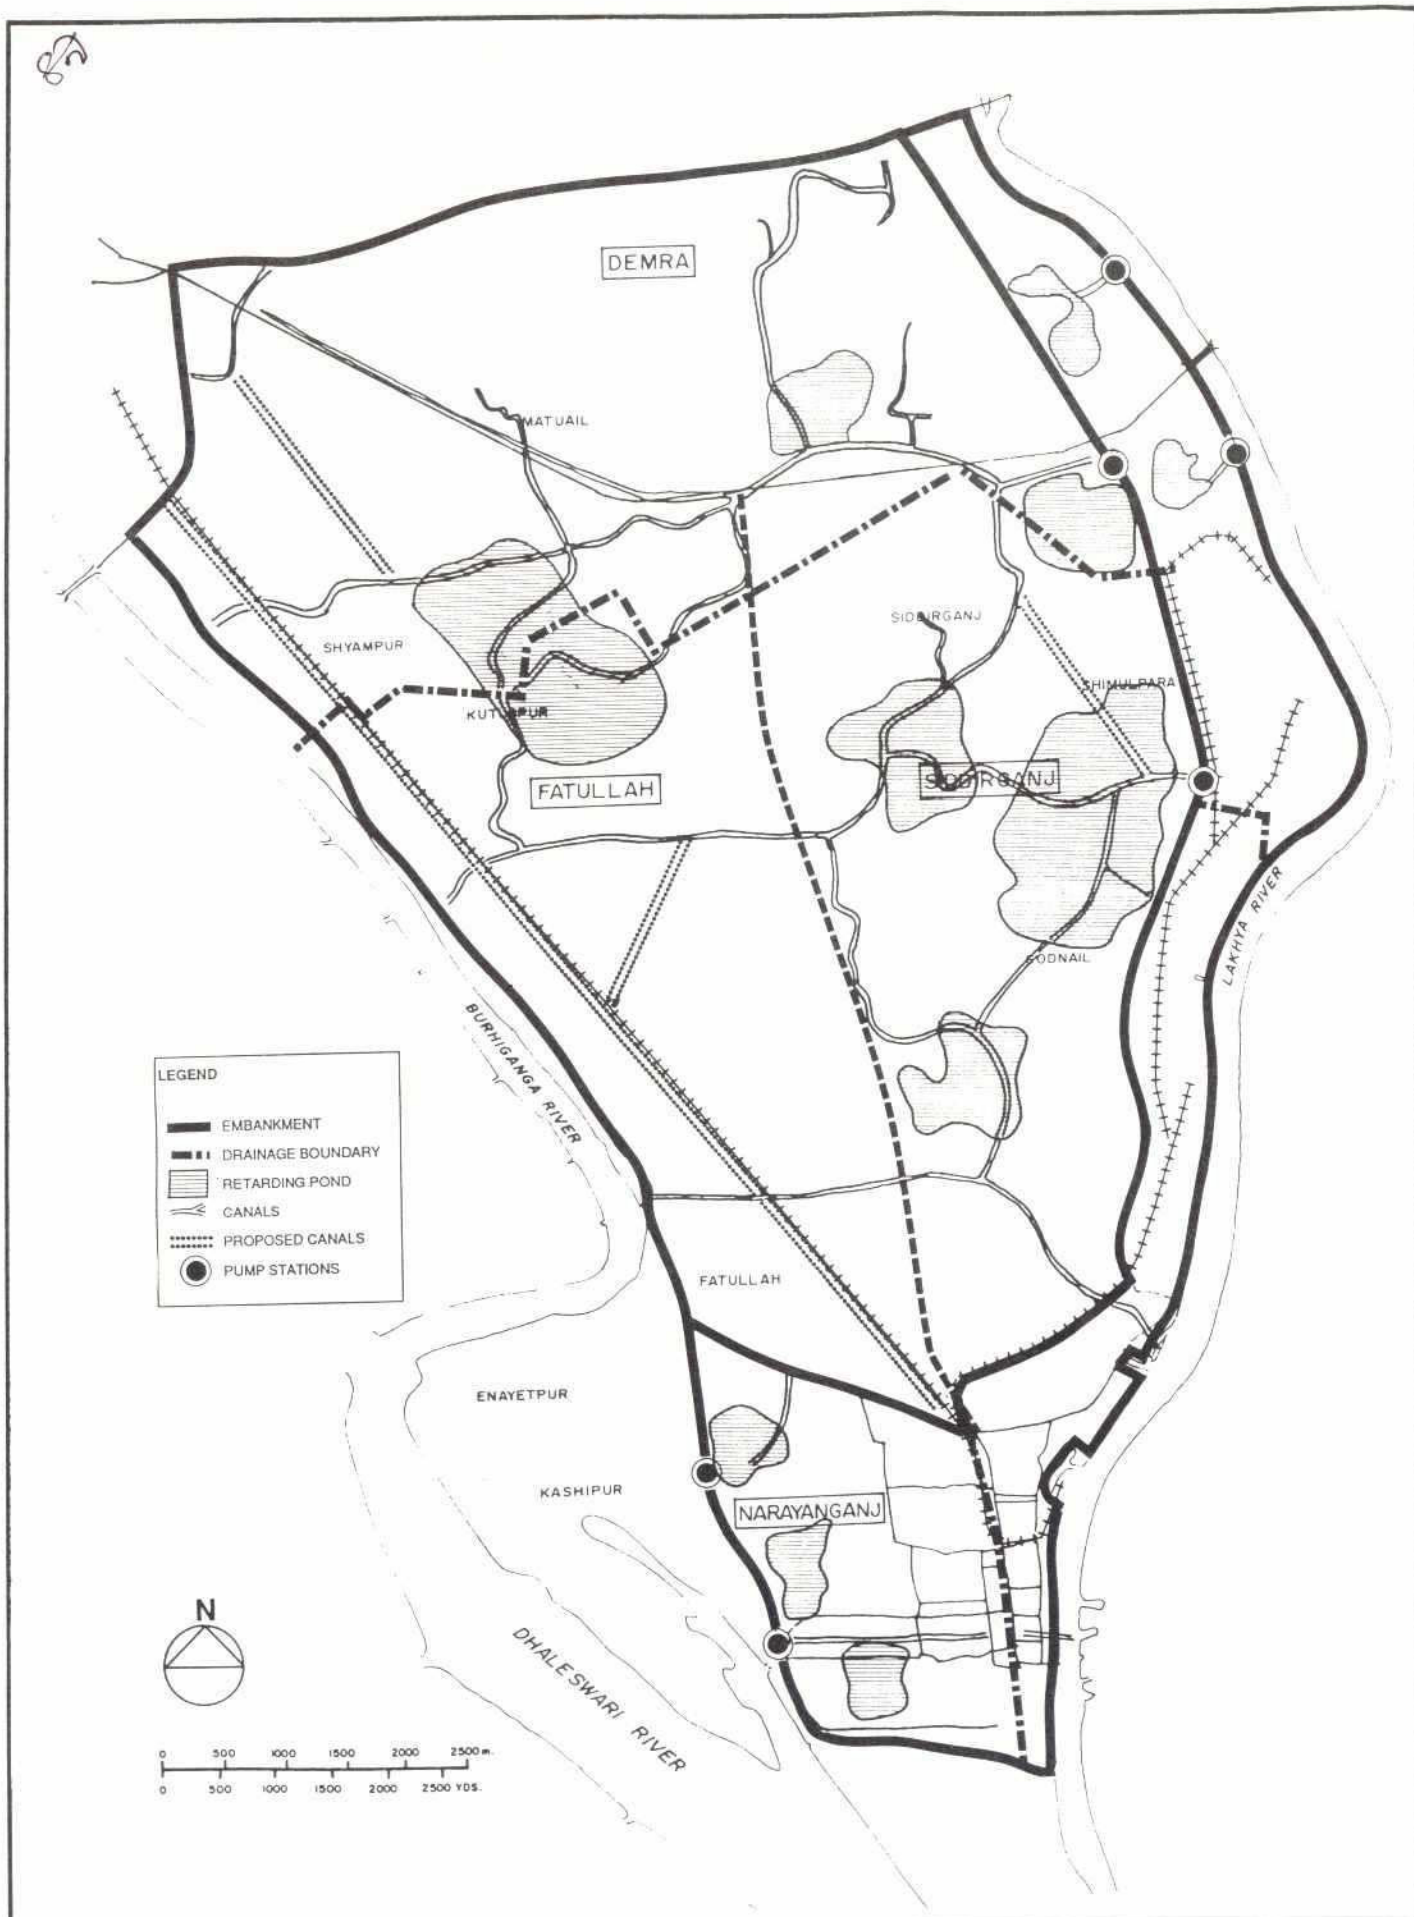 DEMRA
MATUAIL
SIDDIRGANJ
SHYAMPUR
SHIMULPARA
KUTUBPUR
FATULLAH
SIDDIRGANJ
LAKHYA RIVER
GODNAIL
BURHIGANGA RIVER
LEGEND
EMBANKMENT
DRAINAGE BOUNDARY
RETARDING POND
CANALS
PROPOSED CANALS
PUMP STATIONS
FATULLAH
ENAYETPUR
KASHIPUR
NARAYANGANJ
N
DHALESWARI RIVER
0 500 1000 1500 2000 2500 m.
0 500 1000 1500 2000 2500 YDS.